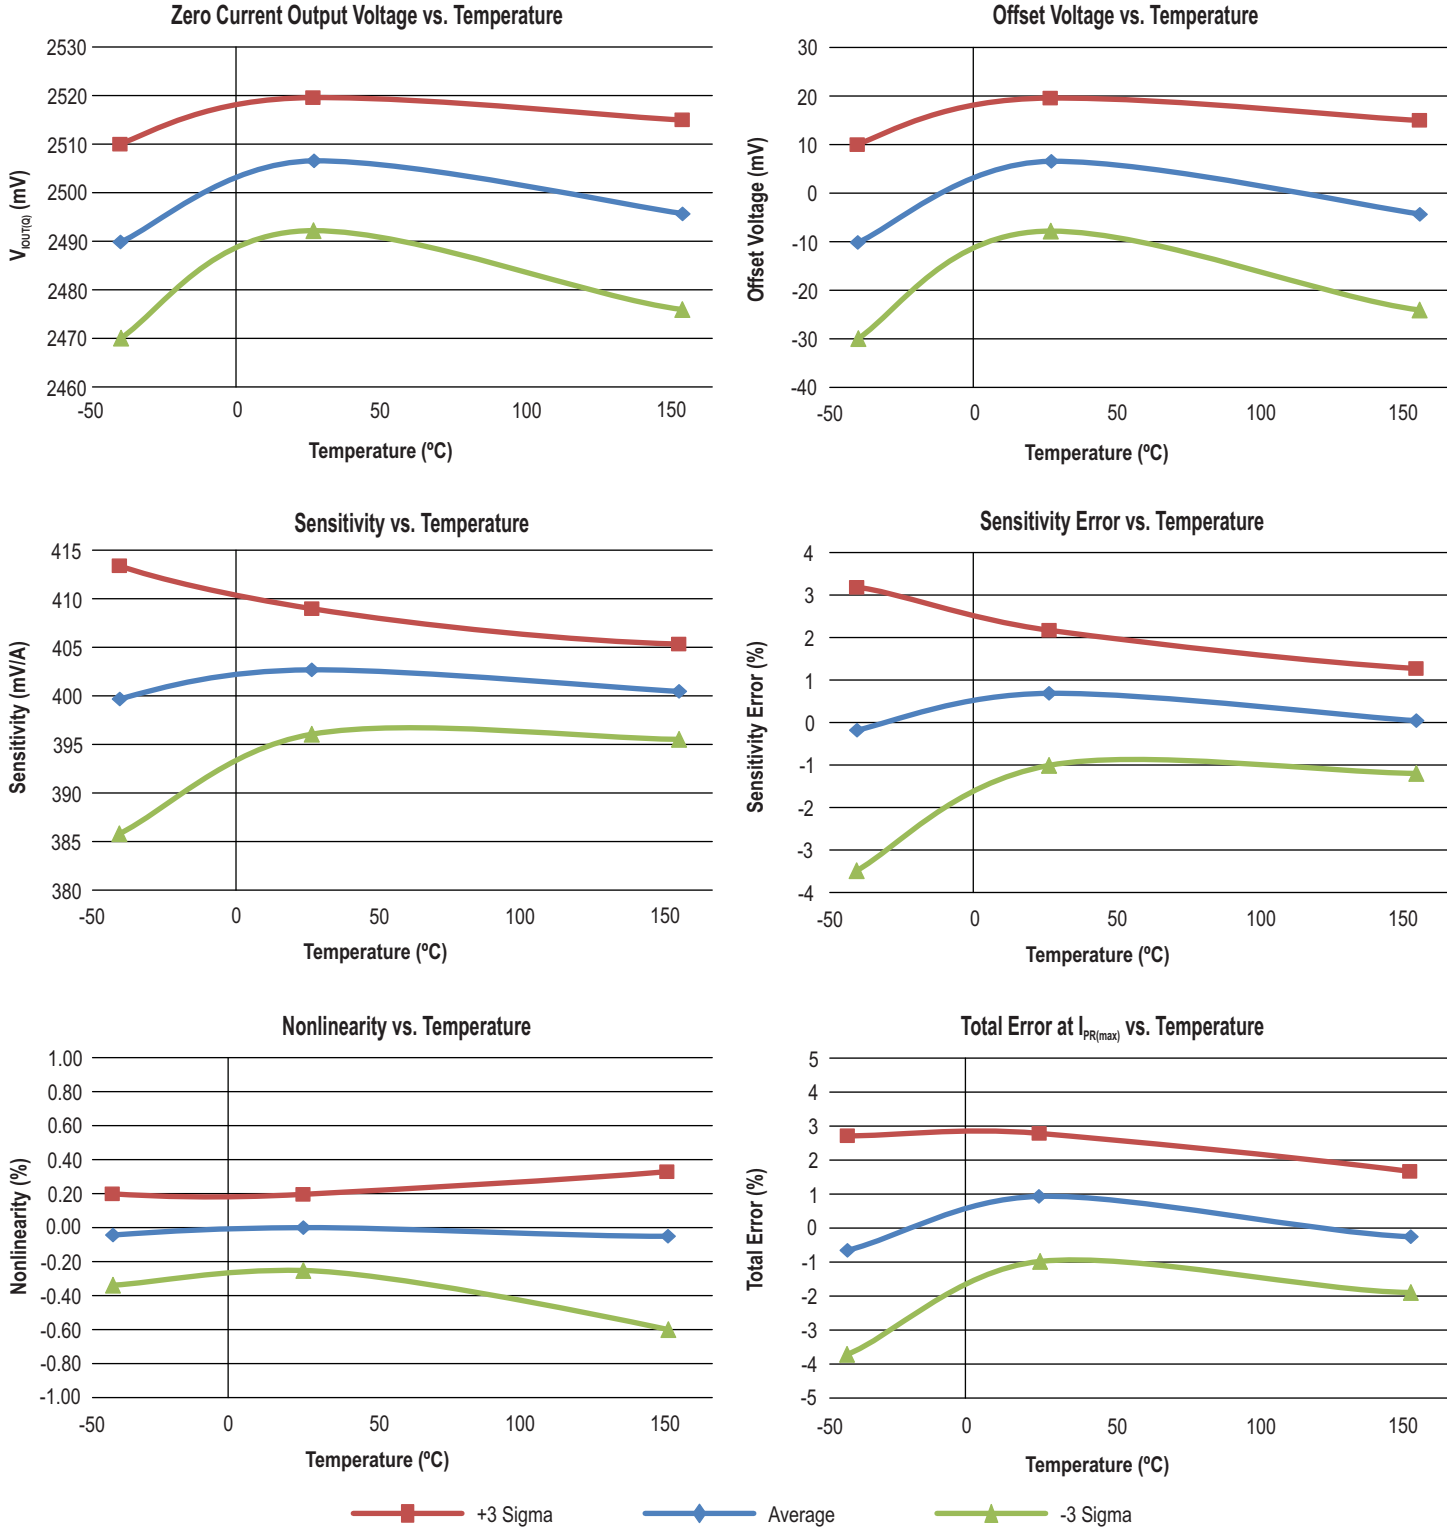 Zero Current Output Voltage vs. Temperature
2530
2520
2510
2500
2490
2480
2470
2460
-50 0 50 100 150
VIOUT(Q) (mV)
Temperature (ºC)
Offset Voltage vs. Temperature
30
20
10
0
-10
-20
-30
-40
-50 0 50 100 150
Offset Voltage (mV)
Temperature (ºC)
Sensitivity vs. Temperature
415
410
405
400
395
390
385
380
-50 0 50 100 150
Sensitivity (mV/A)
Temperature (ºC)
Sensitivity Error vs. Temperature
4
3
2
1
0
-1
-2
-3
-4
-50 0 50 100 150
Sensitivity Error (%)
Temperature (ºC)
Nonlinearity vs. Temperature
1.00
0.80
0.60
0.40
0.20
0.00
-0.20
-0.40
-0.60
-0.80
-1.00
-50 0 50 100 150
Nonlinearity (%)
Temperature (ºC)
Total Error at IPR(max) vs. Temperature
5
4
3
2
1
0
-1
-2
-3
-4
-5
-50 0 50 100 150
Total Error (%)
Temperature (ºC)
+3 Sigma Average -3 Sigma